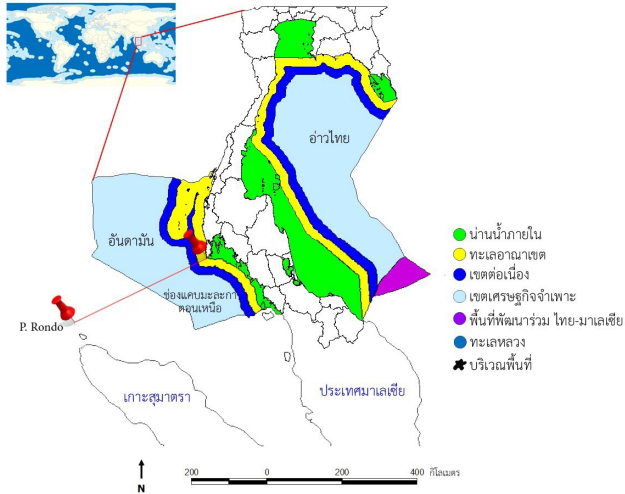 อ่าวไทย
อันดามัน
ช่องแคบมะละกา
ตอนเหนือ
P. Rondo
เกาะสุมาตรา
ประเทศมาเลเซีย
น่านน้ำภายใน
ทะเลอาณาเขต
เขตต่อเนื่อง
เขตเศรษฐกิจจำเพาะ
พื้นที่พัฒนาร่วม ไทย-มาเลเซีย
ทะเลหลวง
บริเวณพื้นที่
N
200 0 200 400 กิโลเมตร